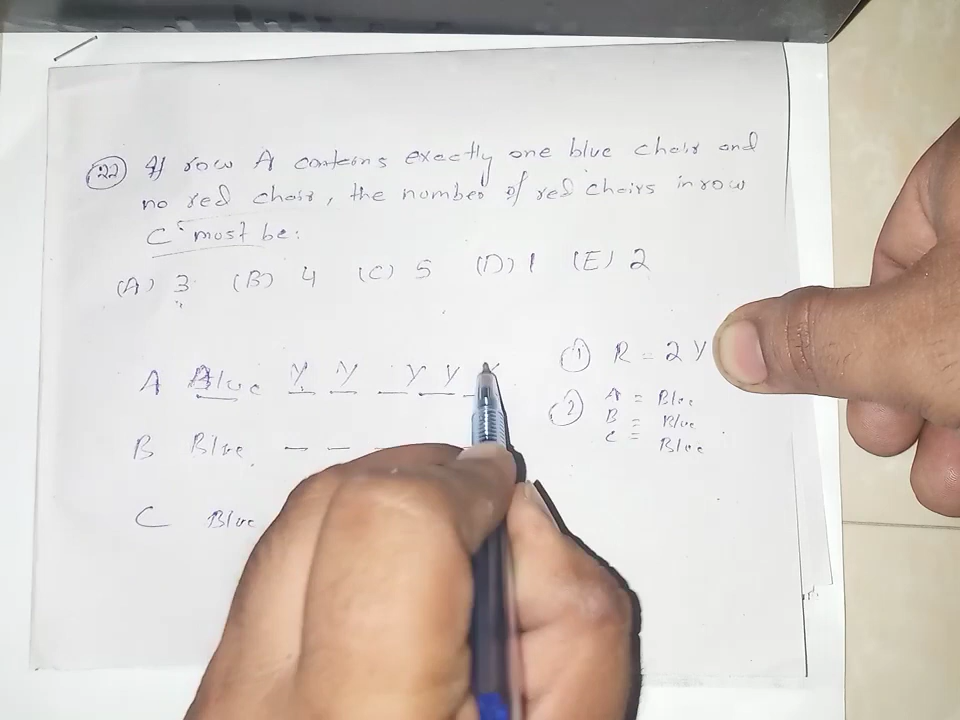 22 If row A contains exactly one blue chair and
no red chair, the number of red chairs in row
C must be:
(A) 3 (B) 4 (C) 5 (D) 1 (E) 2
① R = 2 Y
A Blue Y Y Y Y Y
② A = Blue
B = Blue
C = Blue
B Blue
C Blue